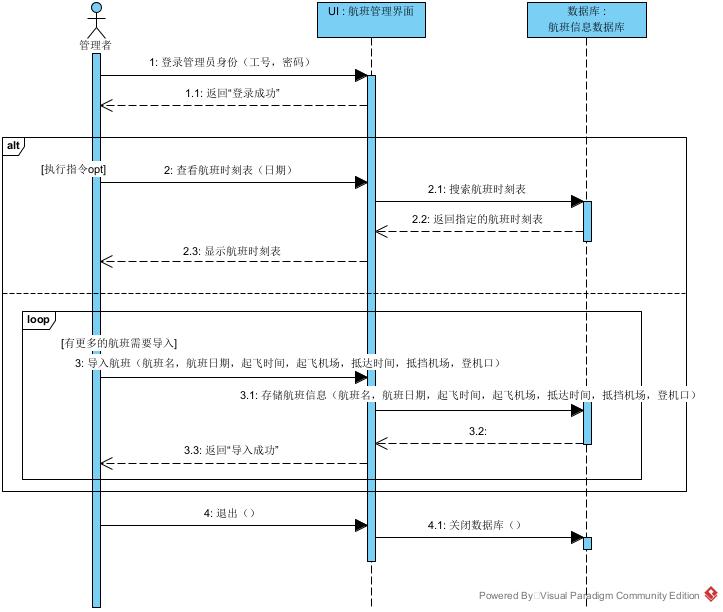 UI : 航班管理界面
数据库 :
航班信息数据库
管理者
1: 登录管理员身份（工号，密码）
1.1: 返回“登录成功”
alt
[执行指令opt]
2: 查看航班时刻表（日期）
2.1: 搜索航班时刻表
2.2: 返回指定的航班时刻表
2.3: 显示航班时刻表
loop
[有更多的航班需要导入]
3: 导入航班（航班名，航班日期，起飞时间，起飞机场，抵达时间，抵挡机场，登机口）
3.1: 存储航班信息（航班名，航班日期，起飞时间，起飞机场，抵达时间，抵挡机场，登机口）
3.2:
3.3: 返回“导入成功”
4: 退出（）
4.1: 关闭数据库（）
Powered By Visual Paradigm Community Edition